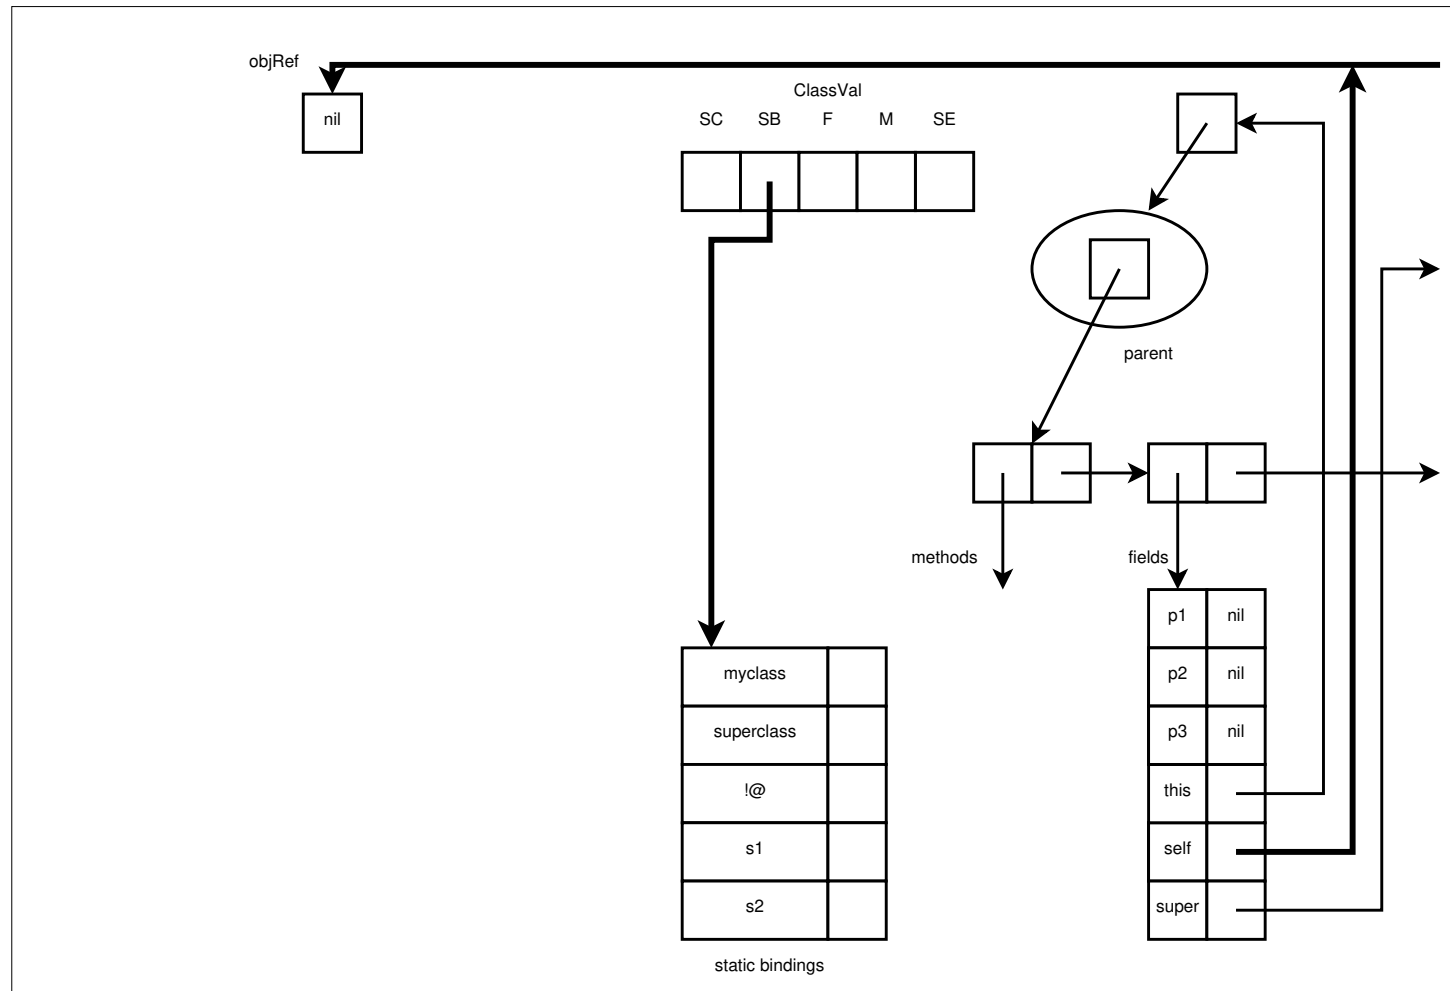 objRef
nil
ClassVal
SC SB F M SE
parent
methods
fields
p1 nil
p2 nil
p3 nil
this
self
super
myclass
superclass
!@
s1
s2
static bindings